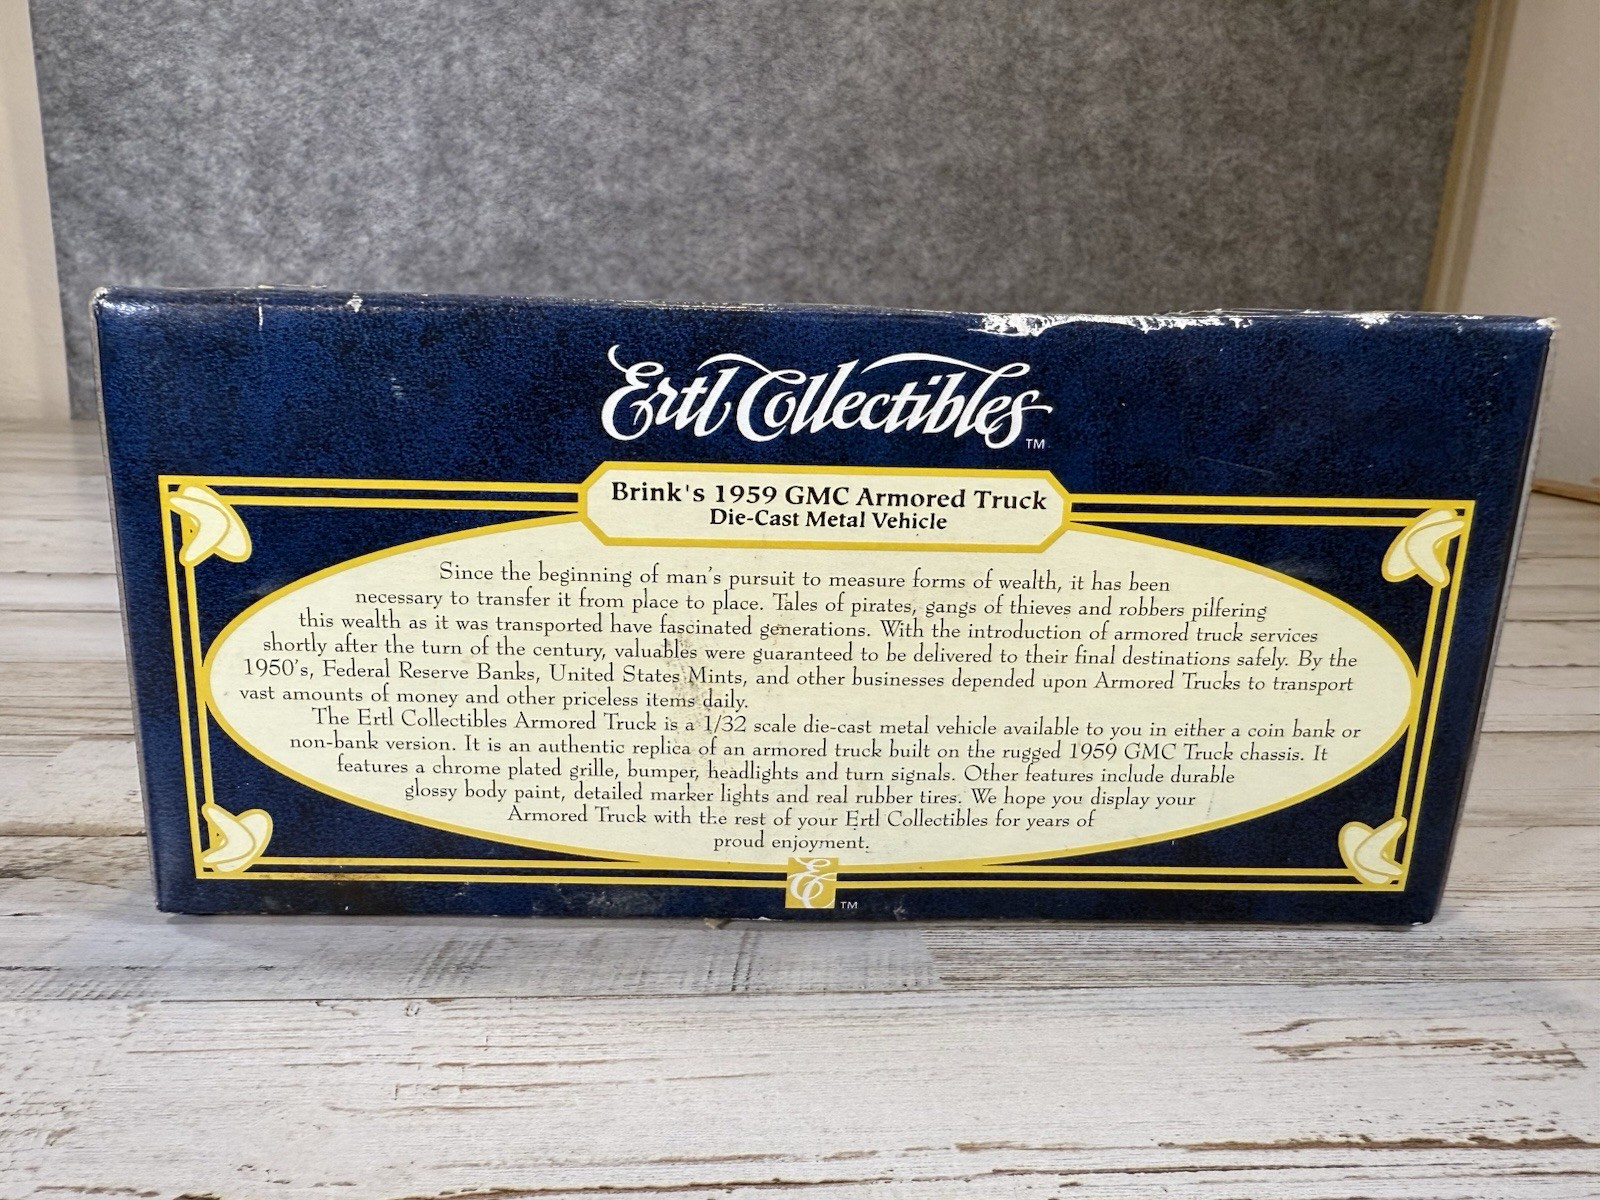 Ertl Collectibles TM
Brink's 1959 GMC Armored Truck
Die-Cast Metal Vehicle
Since the beginning of man's pursuit to measure forms of wealth, it has been
necessary to transfer it from place to place. Tales of pirates, gangs of thieves and robbers pilfering
this wealth as it was transported have fascinated generations. With the introduction of armored truck services
shortly after the turn of the century, valuables were guaranteed to be delivered to their final destinations safely. By the
1950's, Federal Reserve Banks, United States Mints, and other businesses depended upon Armored Trucks to transport
vast amounts of money and other priceless items daily.
The Ertl Collectibles Armored Truck is a 1/32 scale die-cast metal vehicle available to you in either a coin bank or
non-bank version. It is an authentic replica of an armored truck built on the rugged 1959 GMC Truck chassis. It
features a chrome plated grille, bumper, headlights and turn signals. Other features include durable
glossy body paint, detailed marker lights and real rubber tires. We hope you display your
Armored Truck with the rest of your Ertl Collectibles for years of
proud enjoyment.
E TM